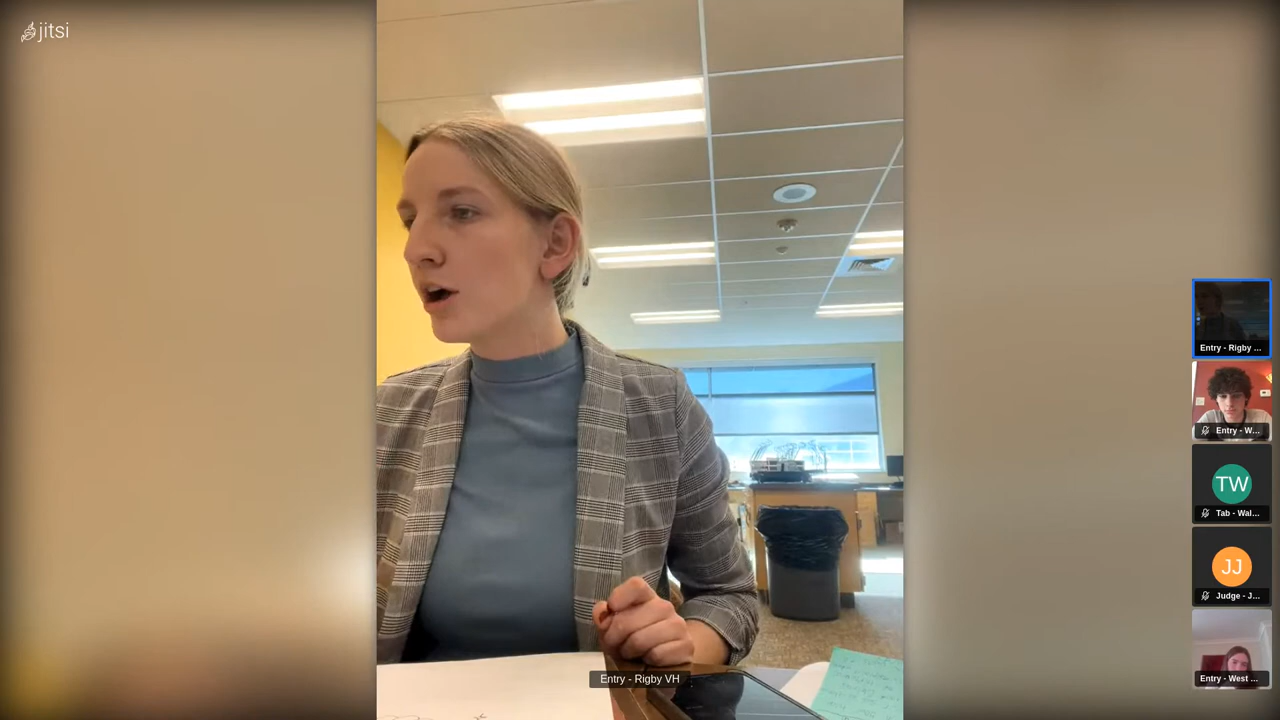 jitsi
Entry - Rigby ...
Entry - W...
TW
Tab - Wal...
JJ
Judge - J...
Entry - West ...
Entry - Rigby VH